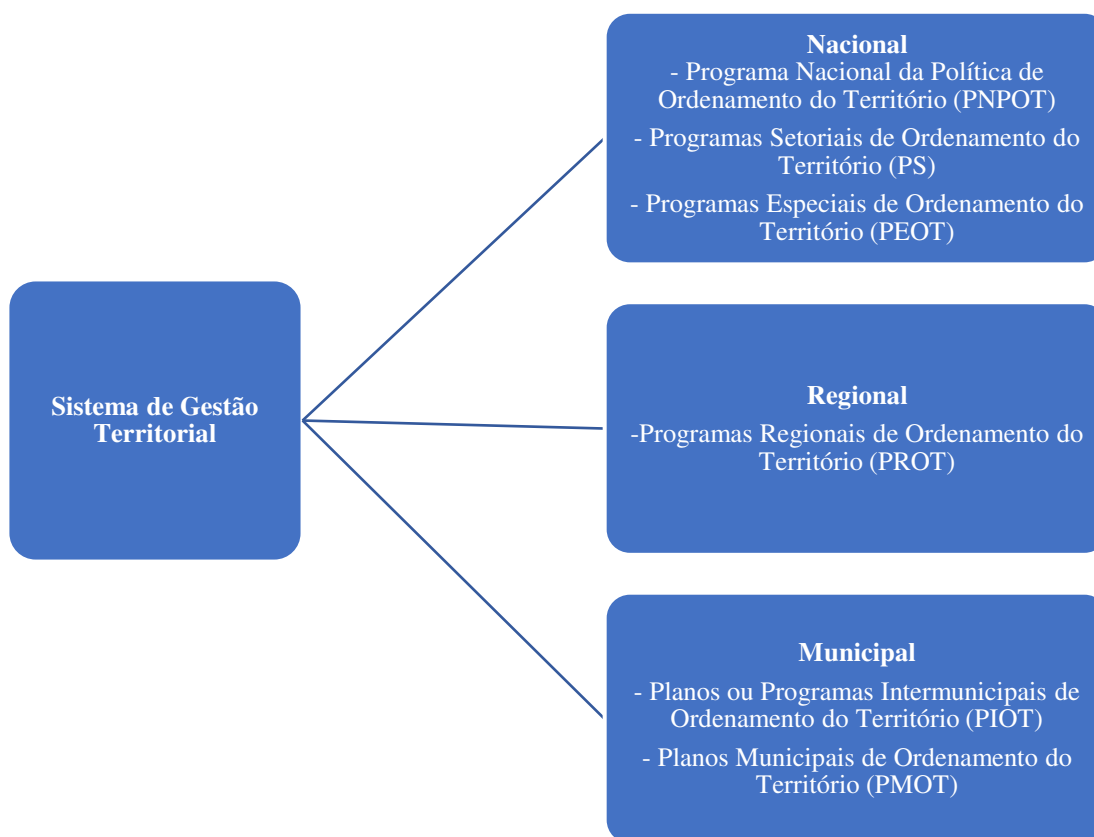 Sistema de Gestão
Territorial
Nacional
- Programa Nacional da Política de
Ordenamento do Território (PNPOT)
- Programas Setoriais de Ordenamento do
Território (PS)
- Programas Especiais de Ordenamento do
Território (PEOT)
Regional
-Programas Regionais de Ordenamento do
Território (PROT)
Municipal
- Planos ou Programas Intermunicipais de
Ordenamento do Território (PIOT)
- Planos Municipais de Ordenamento do
Território (PMOT)